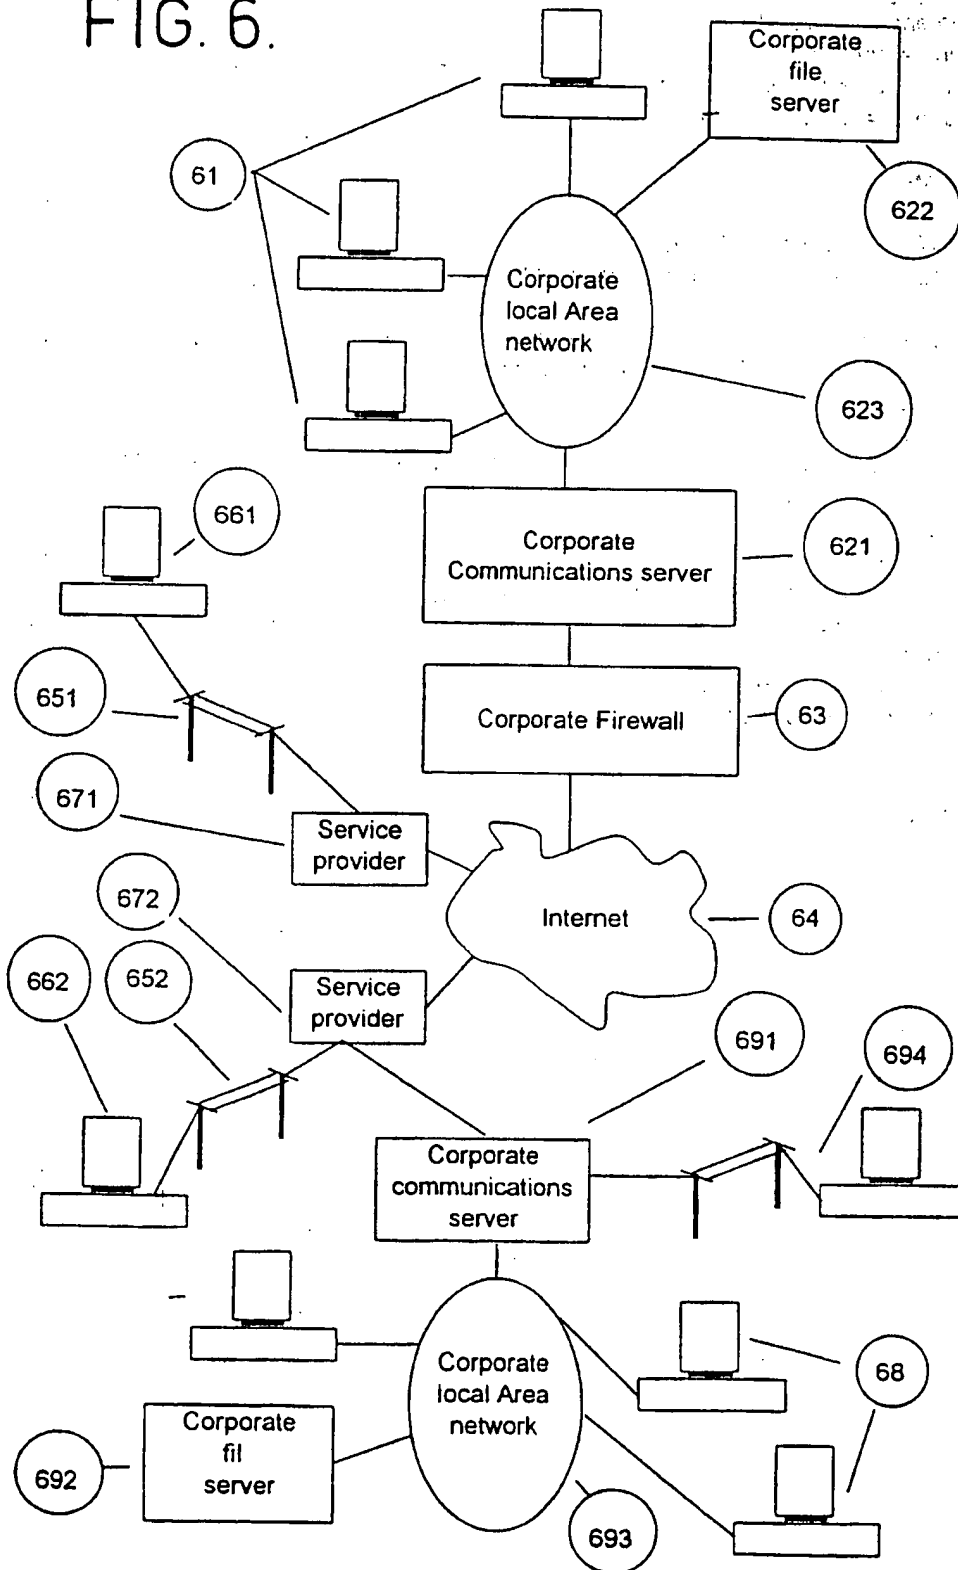 FIG. 6.
Corporate
file
server
61
622
Corporate
local Area
network
623
661
Corporate
Communications server
621
651
Corporate Firewall
63
671
Service
provider
672
Internet
64
662
652
Service
provider
691
694
Corporate
communications
server
Corporate
local Area
network
68
Corporate
fil
server
692
693